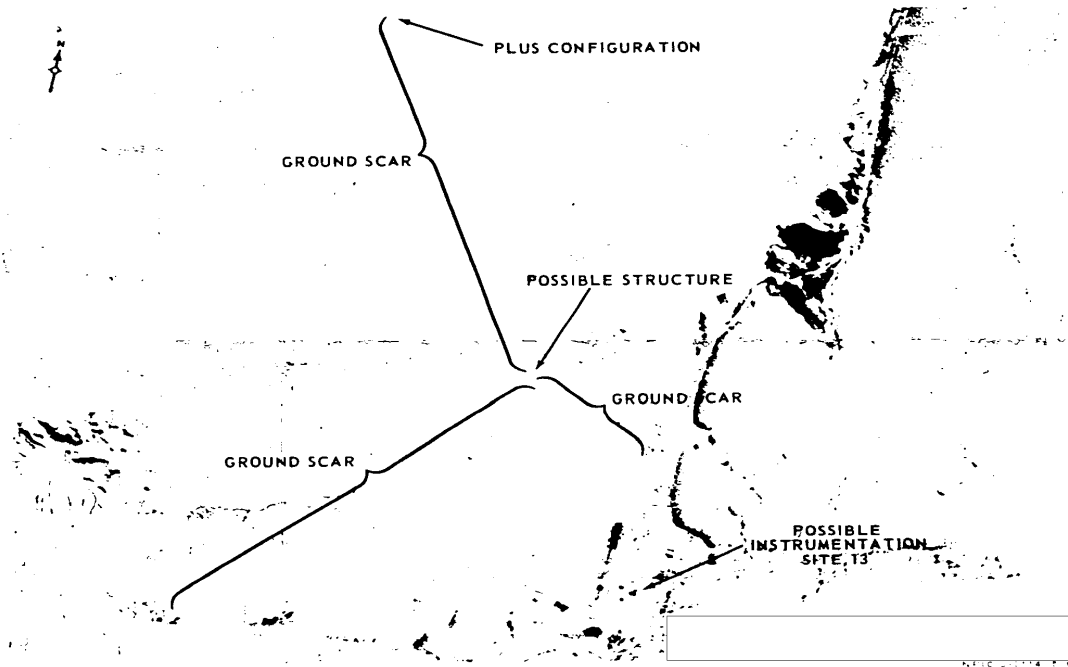 N
PLUS CONFIGURATION
GROUND SCAR
POSSIBLE STRUCTURE
GROUND SCAR
GROUND SCAR
POSSIBLE
INSTRUMENTATION
SITE, T3